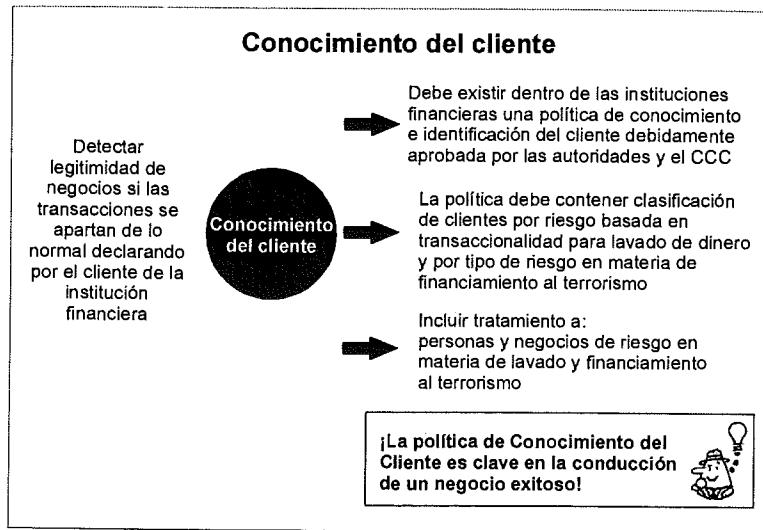 Conocimiento del cliente
Detectar
legitimidad de
negocios si las
transacciones se
apartan de lo
normal declarando
por el cliente de la
institución
financiera
Conocimiento
del cliente
Debe existir dentro de las instituciones
financieras una política de conocimiento
e identificación del cliente debidamente
aprobada por las autoridades y el CCC
La política debe contener clasificación
de clientes por riesgo basada en
transaccionalidad para lavado de dinero
y por tipo de riesgo en materia de
financiamiento al terrorismo
Incluir tratamiento a:
personas y negocios de riesgo en
materia de lavado y financiamiento
al terrorismo
¡La política de Conocimiento del
Cliente es clave en la conducción
de un negocio exitoso!